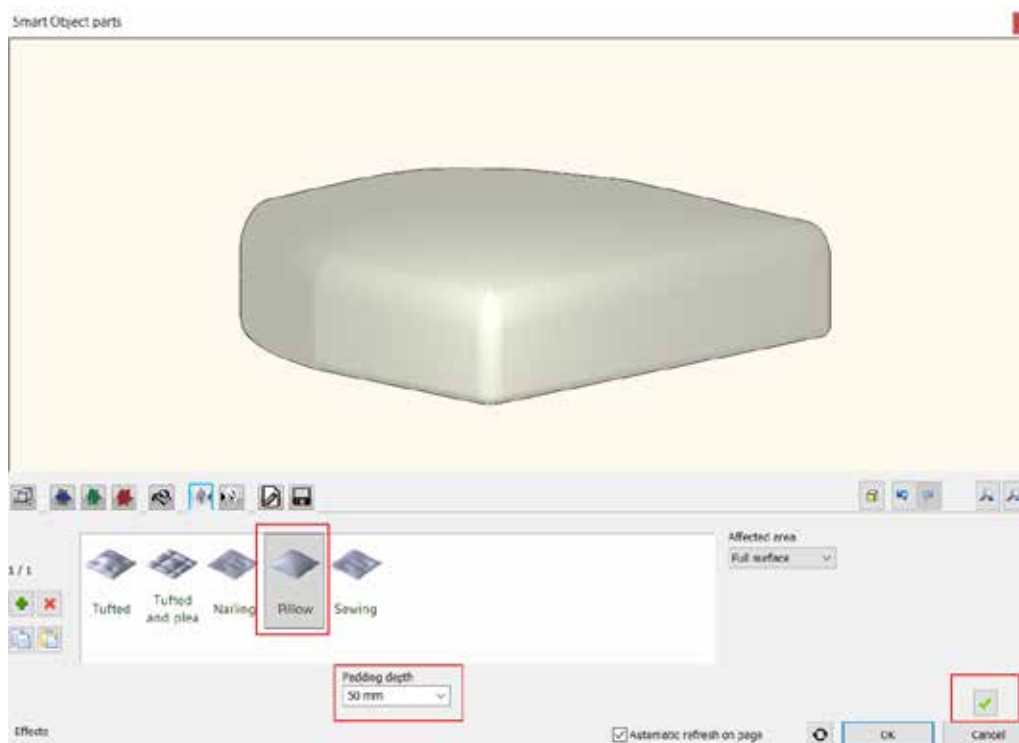 Smart Object parts
Affected area
Full surface
1 / 1
Tufted
Tufted
and plea
Nailing
Pillow
Sewing
Padding depth
50 mm
Effects
Automatic refresh on page
OK
Cancel